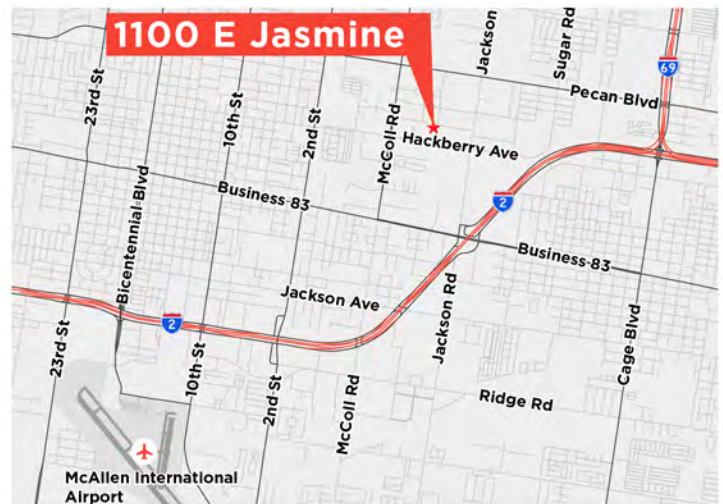 1100 E Jasmine
Jackson
Sugar Rd
69
Pecan Blvd
23rd St
10th St
2nd St
McColl Rd
Hackberry Ave
Bicentennial Blvd
Business 83
2
Business 83
Jackson Ave
Jackson Rd
Cage Blvd
2
23rd St
10th St
2nd St
McColl Rd
Ridge Rd
McAllen International
Airport